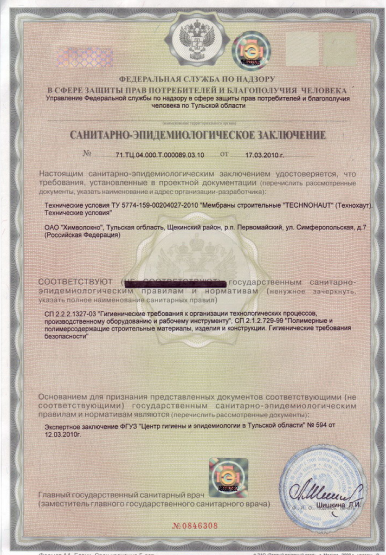 ФЕДЕРАЛЬНАЯ СЛУЖБА ПО НАДЗОРУ
В СФЕРЕ ЗАЩИТЫ ПРАВ ПОТРЕБИТЕЛЕЙ И БЛАГОПОЛУЧИЯ ЧЕЛОВЕКА
Управление Федеральной службы по надзору в сфере защиты прав потребителей и благополучия
человека по Тульской области
САНИТАРНО-ЭПИДЕМИОЛОГИЧЕСКОЕ ЗАКЛЮЧЕНИЕ
№ 71.ТЦ.04.000.Т.000089.03.10 от 17.03.2010 г.
Настоящим санитарно-эпидемиологическим заключением удостоверяется, что
требования, установленные в проектной документации (перечислить рассмотренные
документы, указать наименование и адрес организации-разработчика):
Технические условия ТУ 5774-159-00204027-2010 "Мембраны строительные "TECHNOHAUT" (Технохаут).
Технические условия"
ОАО "Химволокно", Тульская область, Щекинский район, р.п. Первомайский, ул. Симферопольская, д.7
(Российская Федерация)
СООТВЕТСТВУЮТ (НЕ СООТВЕТСТВУЮТ) государственным санитарно-
эпидемиологическим правилам и нормативам (ненужное зачеркнуть,
указать полное наименование санитарных правил)
СП 2.2.2.1327-03 "Гигиенические требования к организации технологических процессов,
производственному оборудованию и рабочему инструменту". СП 2.1.2.729-99 "Полимерные и
полимерсодержащие строительные материалы, изделия и конструкции. Гигиенические требования
безопасности"
Основанием для признания представленных документов соответствующими (не
соответствующими) государственным санитарно-эпидемиологическим
правилам и нормативам являются (перечислить рассмотренные документы):
Экспертное заключение ФГУЗ "Центр гигиены и эпидемиологии в Тульской области" № 594 от
12.03.2010г.
Главный государственный санитарный врач
(заместитель главного государственного санитарного врача)
Шишкина Л.И.
№0846308